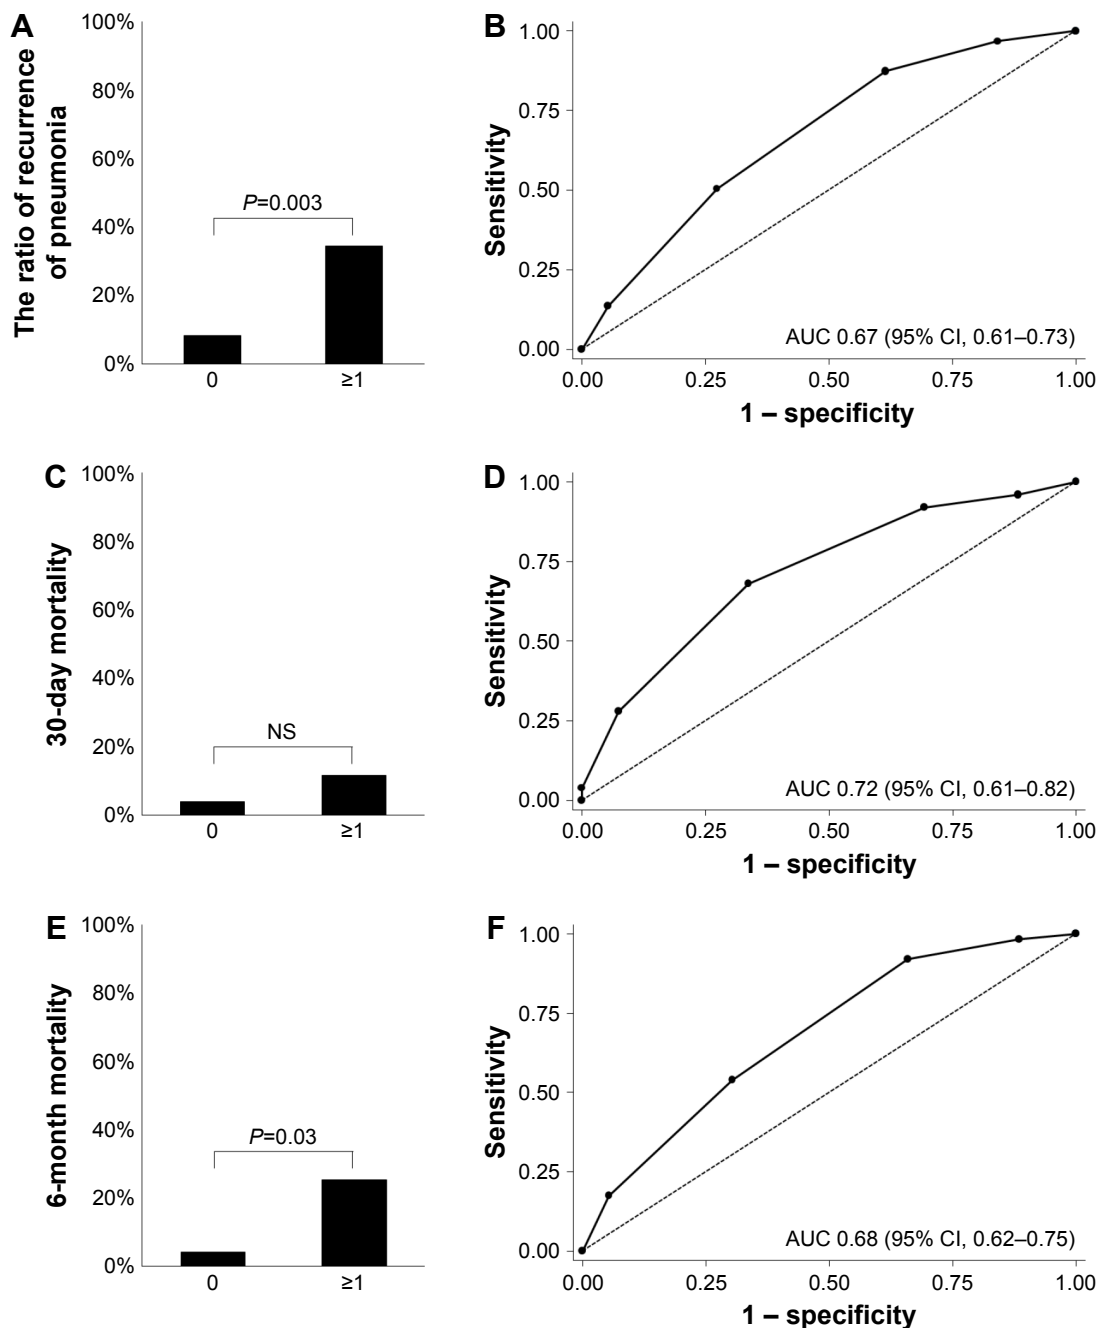 A
The ratio of recurrence
of pneumonia
100%
80%
60%
40%
20%
0%
P=0.003
0
≥1
B
Sensitivity
1.00
0.75
0.50
0.25
0.00
AUC 0.67 (95% CI, 0.61–0.73)
0.00
0.25
0.50
0.75
1.00
1 – specificity
C
30-day mortality
100%
80%
60%
40%
20%
0%
NS
0
≥1
D
Sensitivity
1.00
0.75
0.50
0.25
0.00
AUC 0.72 (95% CI, 0.61–0.82)
0.00
0.25
0.50
0.75
1.00
1 – specificity
E
6-month mortality
100%
80%
60%
40%
20%
0%
P=0.03
0
≥1
F
Sensitivity
1.00
0.75
0.50
0.25
0.00
AUC 0.68 (95% CI, 0.62–0.75)
0.00
0.25
0.50
0.75
1.00
1 – specificity